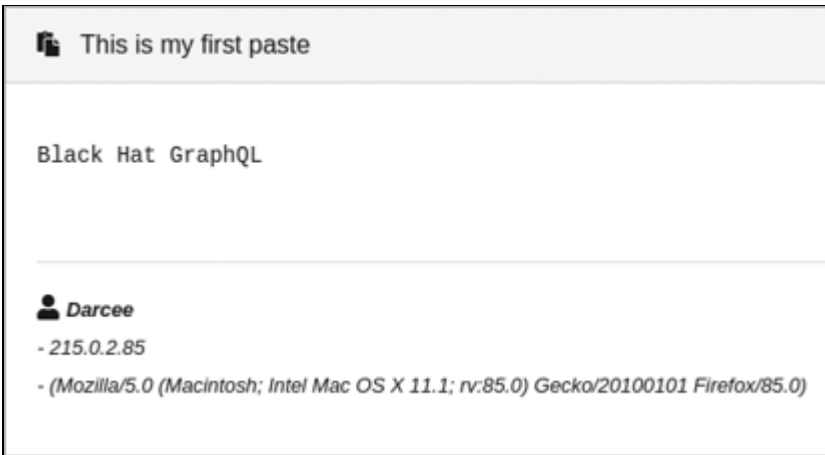 This is my first paste
Black Hat GraphQL
Darcee
- 215.0.2.85
- (Mozilla/5.0 (Macintosh; Intel Mac OS X 11.1; rv:85.0) Gecko/20100101 Firefox/85.0)